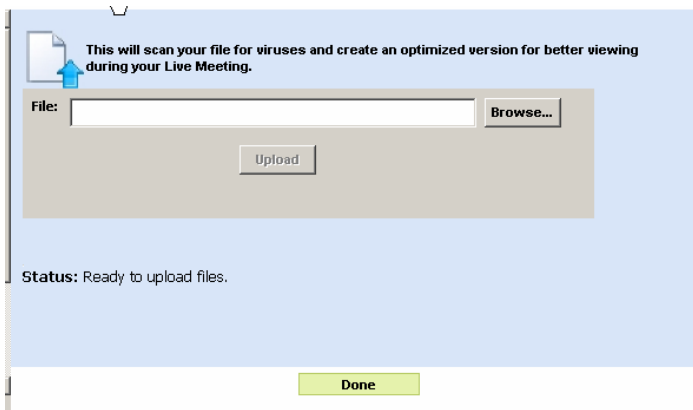 This will scan your file for viruses and create an optimized version for better viewing
during your Live Meeting.
File:
Browse...
Upload
Status: Ready to upload files.
Done